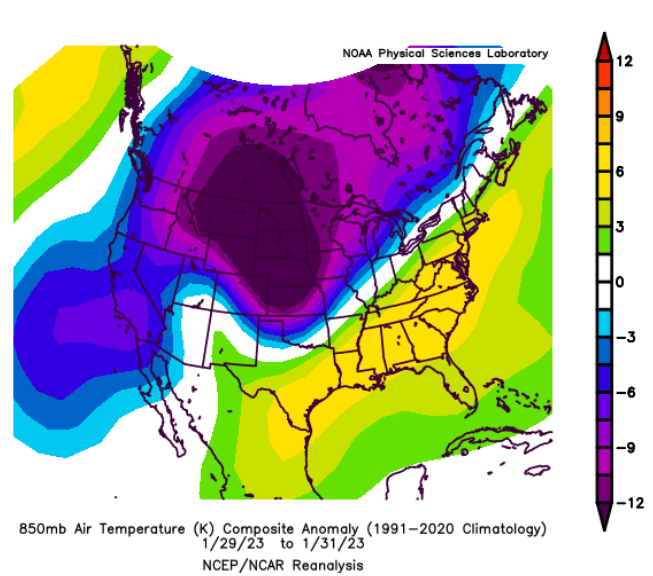 NOAA Physical Sciences Laboratory
12
9
6
3
0
−3
−6
−9
−12
850mb Air Temperature (K) Composite Anomaly (1991−2020 Climatology)
1/29/23 to 1/31/23
NCEP/NCAR Reanalysis